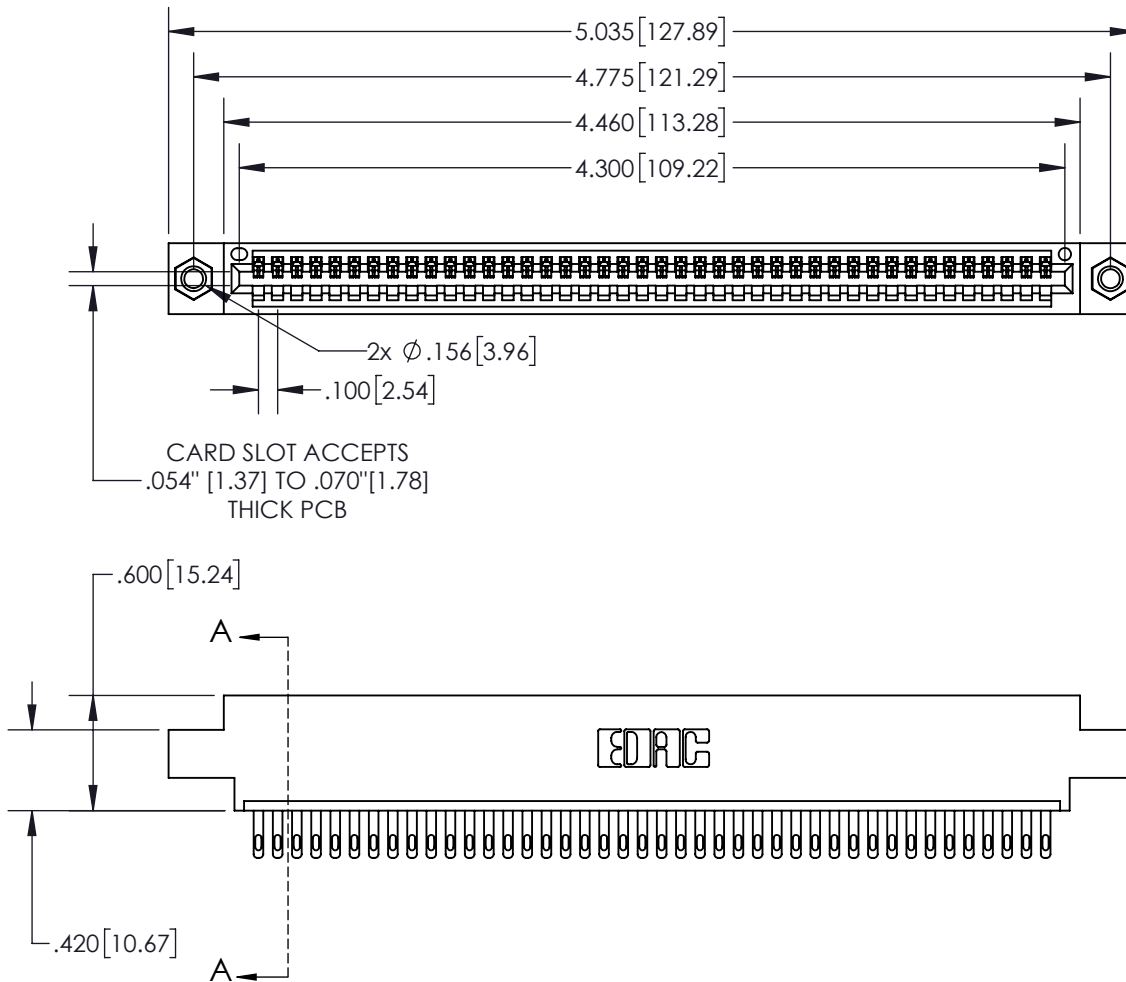 5.035[127.89]
4.775[121.29]
4.460[113.28]
4.300[109.22]
2x Ø.156[3.96]
.100[2.54]
CARD SLOT ACCEPTS
.054" [1.37] TO .070"[1.78]
THICK PCB
.600[15.24]
A
EDAC
.420[10.67]
A